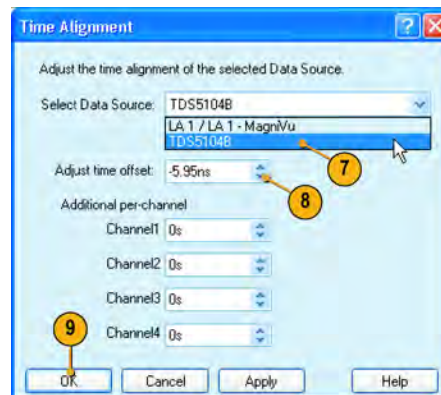 Time Alignment
Adjust the time alignment of the selected Data Source.
Select Data Source: TDS5104B
LA 1 / LA 1 - MagniVu
TDS5104B
7
Adjust time offset: -5.95ns
8
Additional per-channel
Channel1 0s
Channel2 0s
Channel3 0s
9
Channel4 0s
OK Cancel Apply Help